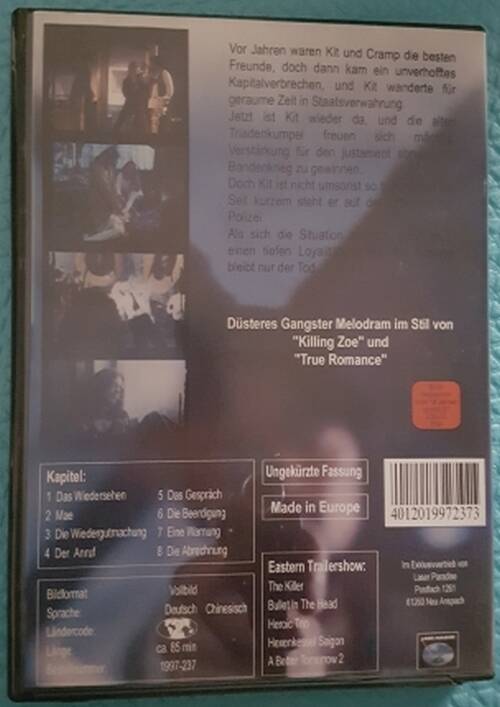 Vor Jahren waren Kit und Cramp die besten
Freunde, doch dann kam ein unverhofftes
Kapitalverbrechen, und Kit wanderte für
geraume Zeit in Staatsverwahrung.
Jetzt ist Kit wieder da, und die alten
Triadenkumpel freuen sich
Verstärkung für den justament
Bandenkrieg zu gewinnen.
Doch Kit ist nicht umsonst so
Seit kurzem steht er auf de
Polizei.
Als sich die Situation
einen tiefen
bleibt nur der Tod
Düsteres Gangster Melodram im Stil von
"Killing Zoe" und
"True Romance"
Kapitel:
1 Das Wiedersehen
2 Mae
3 Die Wiedergutmachung
4 Der Anruf
5 Das Gespräch
6 Die Beerdigung
7 Eine Warnung
8 Die Abrechnung
Ungekürzte Fassung
Made in Europe
4012019972373
Bildformat Vollbild
Sprache: Deutsch Chinesisch
Ländercode:
Länge ca. 85 min
1997-237
Eastern Trailershow:
The Killer
Bullet In The Head
Heroic Trio
Hexenkessel Saigon
A Better Tomorrow 2
Im Exklusivvertrieb von
Laser Paradise
Postfach 1261
61260 Neu Anspach